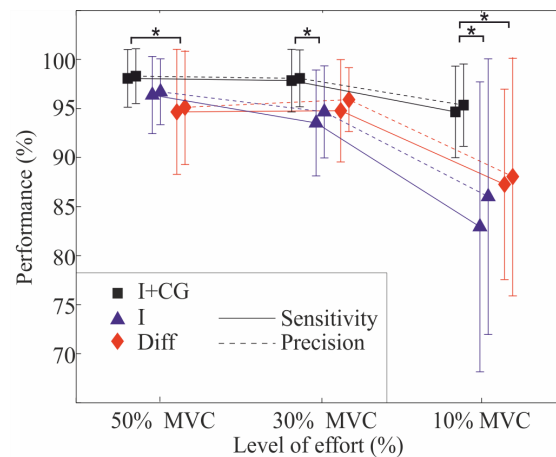 *
*
*
*
100
95
90
85
80
75
70
Performance (%)
I+CG
I
Diff
Sensitivity
Precision
50% MVC
30% MVC
10% MVC
Level of effort (%)